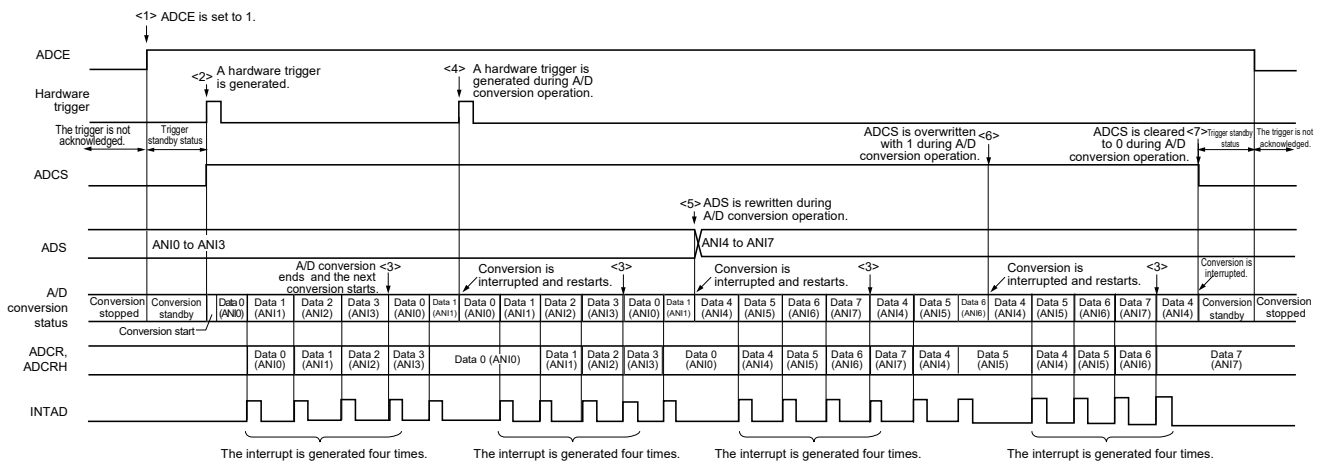 <1> ADCE is set to 1.
ADCE
<2> A hardware trigger
is generated.
<4> A hardware trigger is
generated during A/D
conversion operation.
Hardware
trigger
The trigger is not
acknowledged.
Trigger
standby status
ADCS is overwritten <6>
with 1 during A/D
conversion operation.
ADCS is cleared <7>
to 0 during A/D
conversion operation.
Trigger standby
status
The trigger is not
acknowledged.
ADCS
<5> ADS is rewritten during
A/D conversion operation.
ADS
ANI0 to ANI3
ANI4 to ANI7
A/D conversion <3>
ends and the next
conversion starts.
Conversion is
interrupted and restarts.
<3>
Conversion is
interrupted and restarts.
<3>
Conversion is
interrupted and restarts.
<3>
Conversion is
interrupted.
A/D
conversion
status
Conversion stopped Conversion standby Data 0 Data 1 Data 2 Data 3 Data 0 Data 1 Data 0 Data 1 Data 2 Data 3 Data 0 Data 1 Data 4 Data 5 Data 6 Data 7 Data 4 Data 5 Data 6 Data 4 Data 5 Data 6 Data 7 Data 4 Conversion standby Conversion stopped
(ANI0) (ANI1) (ANI2) (ANI3) (ANI0) (ANI1) (ANI0) (ANI1) (ANI2) (ANI3) (ANI0) (ANI1) (ANI4) (ANI5) (ANI6) (ANI7) (ANI4) (ANI5) (ANI6) (ANI4) (ANI5) (ANI6) (ANI7) (ANI4)
Conversion start
ADCR,
ADCRH
Data 0 Data 1 Data 2 Data 3 Data 0 (ANI0) Data 1 Data 2 Data 3 Data 0 Data 4 Data 5 Data 6 Data 7 Data 4 Data 5 Data 4 Data 5 Data 6 Data 7
(ANI0) (ANI1) (ANI2) (ANI3) (ANI1) (ANI2) (ANI3) (ANI0) (ANI4) (ANI5) (ANI6) (ANI7) (ANI4) (ANI5) (ANI4) (ANI5) (ANI6) (ANI7)
INTAD
The interrupt is generated four times.
The interrupt is generated four times.
The interrupt is generated four times.
The interrupt is generated four times.